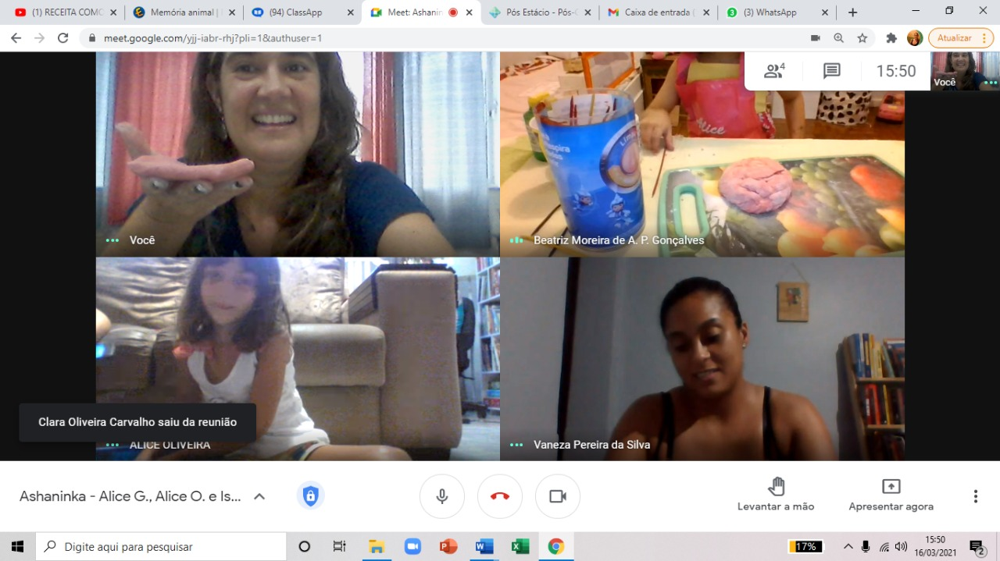 (1) RECEITA COMO
Memória animal |
(94) ClassApp
Meet: Ashanin
Pós Estácio - Pós-G
Caixa de entrada (
(3) WhatsApp
meet.google.com/yjj-iabr-rhj?pli=1&authuser=1
Atualizar
4
15:50
Você
Alice
Você
Beatriz Moreira de A. P. Gonçalves
Clara Oliveira Carvalho saiu da reunião
ALICE OLIVEIRA
Vaneza Pereira da Silva
Ashaninka - Alice G., Alice O. e Is...
Levantar a mão
Apresentar agora
Digite aqui para pesquisar
17%
15:50
16/03/2021
2